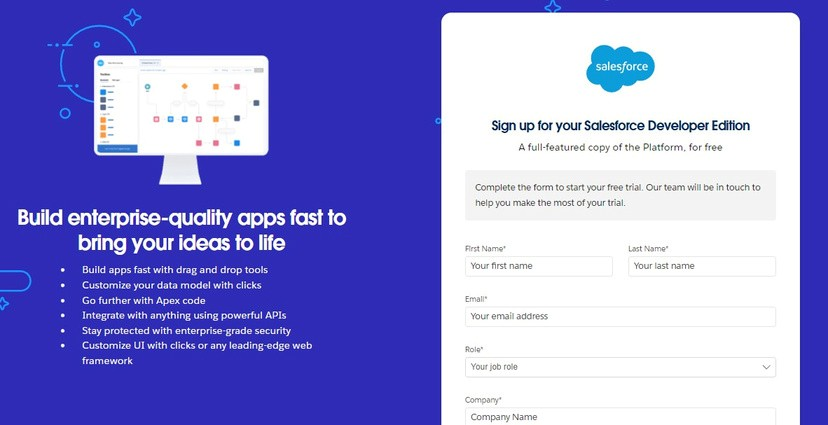 Build enterprise-quality apps fast to
bring your ideas to life
• Build apps fast with drag and drop tools
• Customize your data model with clicks
• Go further with Apex code
• Integrate with anything using powerful APIs
• Stay protected with enterprise-grade security
• Customize UI with clicks or any leading-edge web
framework
salesforce
Sign up for your Salesforce Developer Edition
A full-featured copy of the Platform, for free
Complete the form to start your free trial. Our team will be in touch to
help you make the most of your trial.
First Name* Last Name*
Your first name Your last name
Email*
Your email address
Role*
Your job role
Company*
Company Name